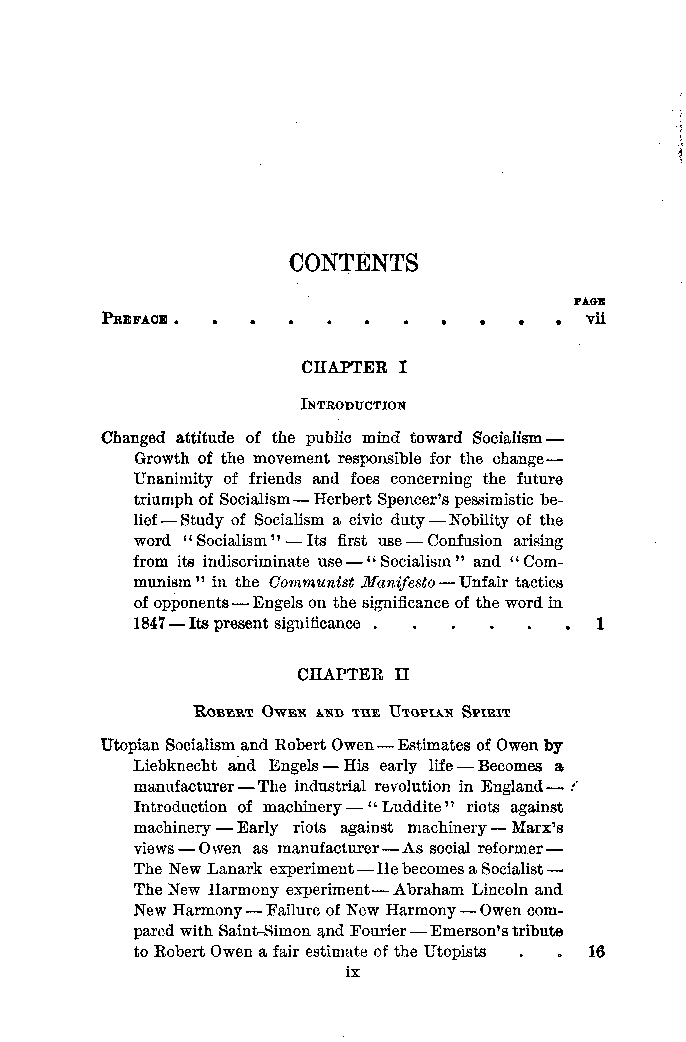 CONTENTS
PAGE
PREFACE . . . . . . . . . . . vii
CHAPTER I
INTRODUCTION
Changed attitude of the public mind toward Socialism —
Growth of the movement responsible for the change—
Unanimity of friends and foes concerning the future
triumph of Socialism — Herbert Spencer's pessimistic be-
lief — Study of Socialism a civic duty — Nobility of the
word "Socialism" — Its first use — Confusion arising
from its indiscriminate use — "Socialism" and "Com-
munism" in the Communist Manifesto — Unfair tactics
of opponents — Engels on the significance of the word in
1847 — Its present significance . . . . . . 1
CHAPTER II
ROBERT OWEN AND THE UTOPIAN SPIRIT
Utopian Socialism and Robert Owen — Estimates of Owen by
Liebknecht and Engels — His early life — Becomes a
manufacturer — The industrial revolution in England —
Introduction of machinery — "Luddite" riots against
machinery — Early riots against machinery — Marx's
views — Owen as manufacturer — As social reformer —
The New Lanark experiment — He becomes a Socialist —
The New Harmony experiment — Abraham Lincoln and
New Harmony — Failure of New Harmony — Owen com-
pared with Saint-Simon and Fourier — Emerson's tribute
to Robert Owen a fair estimate of the Utopists . . 16
ix